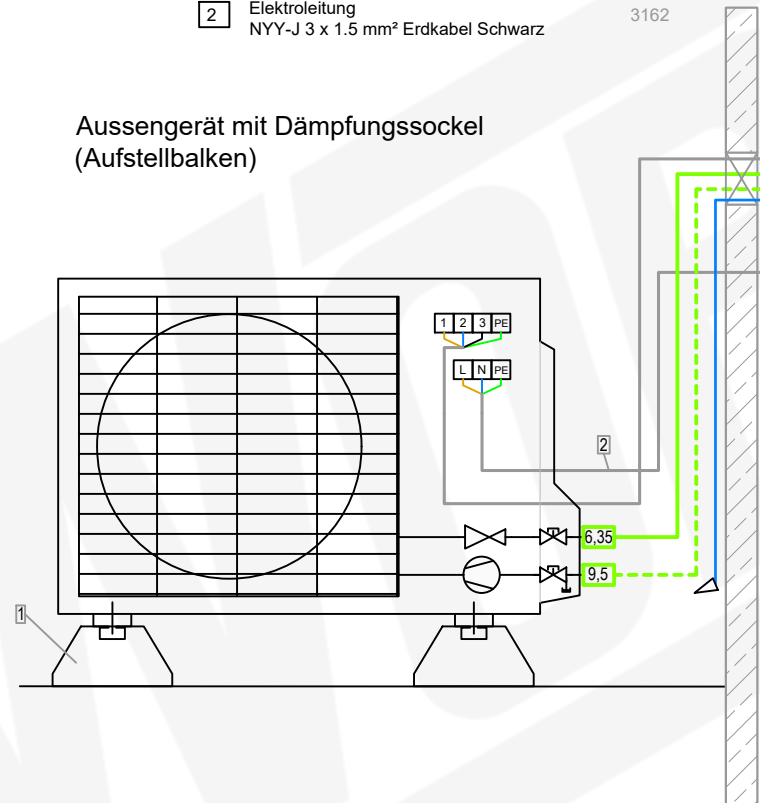 2 Elektroleitung 3162
NYY-J 3 x 1.5 mm² Erdkabel Schwarz
Aussengerät mit Dämpfungssockel
(Aufstellbalken)
1 2 3 PE
L N PE
2
6,35
9,5
1